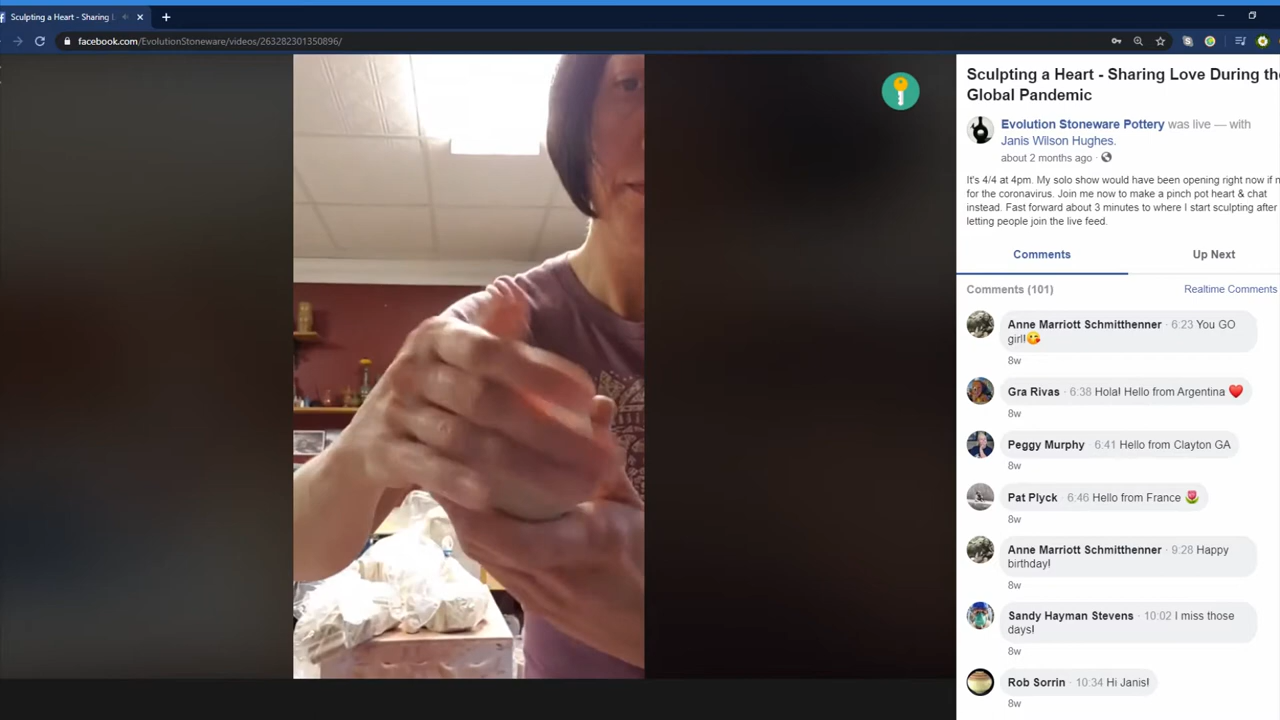 Sculpting a Heart - Sharing L
facebook.com/EvolutionStoneware/videos/263282301350896/
Sculpting a Heart - Sharing Love During the
Global Pandemic
Evolution Stoneware Pottery was live — with
Janis Wilson Hughes.
about 2 months ago
It's 4/4 at 4pm. My solo show would have been opening right now if n
for the coronavirus. Join me now to make a pinch pot heart & chat
instead. Fast forward about 3 minutes to where I start sculpting after
letting people join the live feed.
Comments
Up Next
Comments (101)
Realtime Comments
Anne Marriott Schmitthenner · 6:23 You GO
girl!😘
8w
Gra Rivas · 6:38 Hola! Hello from Argentina ♥
8w
Peggy Murphy · 6:41 Hello from Clayton GA
8w
Pat Plyck · 6:46 Hello from France 🌷
8w
Anne Marriott Schmitthenner · 9:28 Happy
birthday!
8w
Sandy Hayman Stevens · 10:02 I miss those
days!
8w
Rob Sorrin · 10:34 Hi Janis!
8w